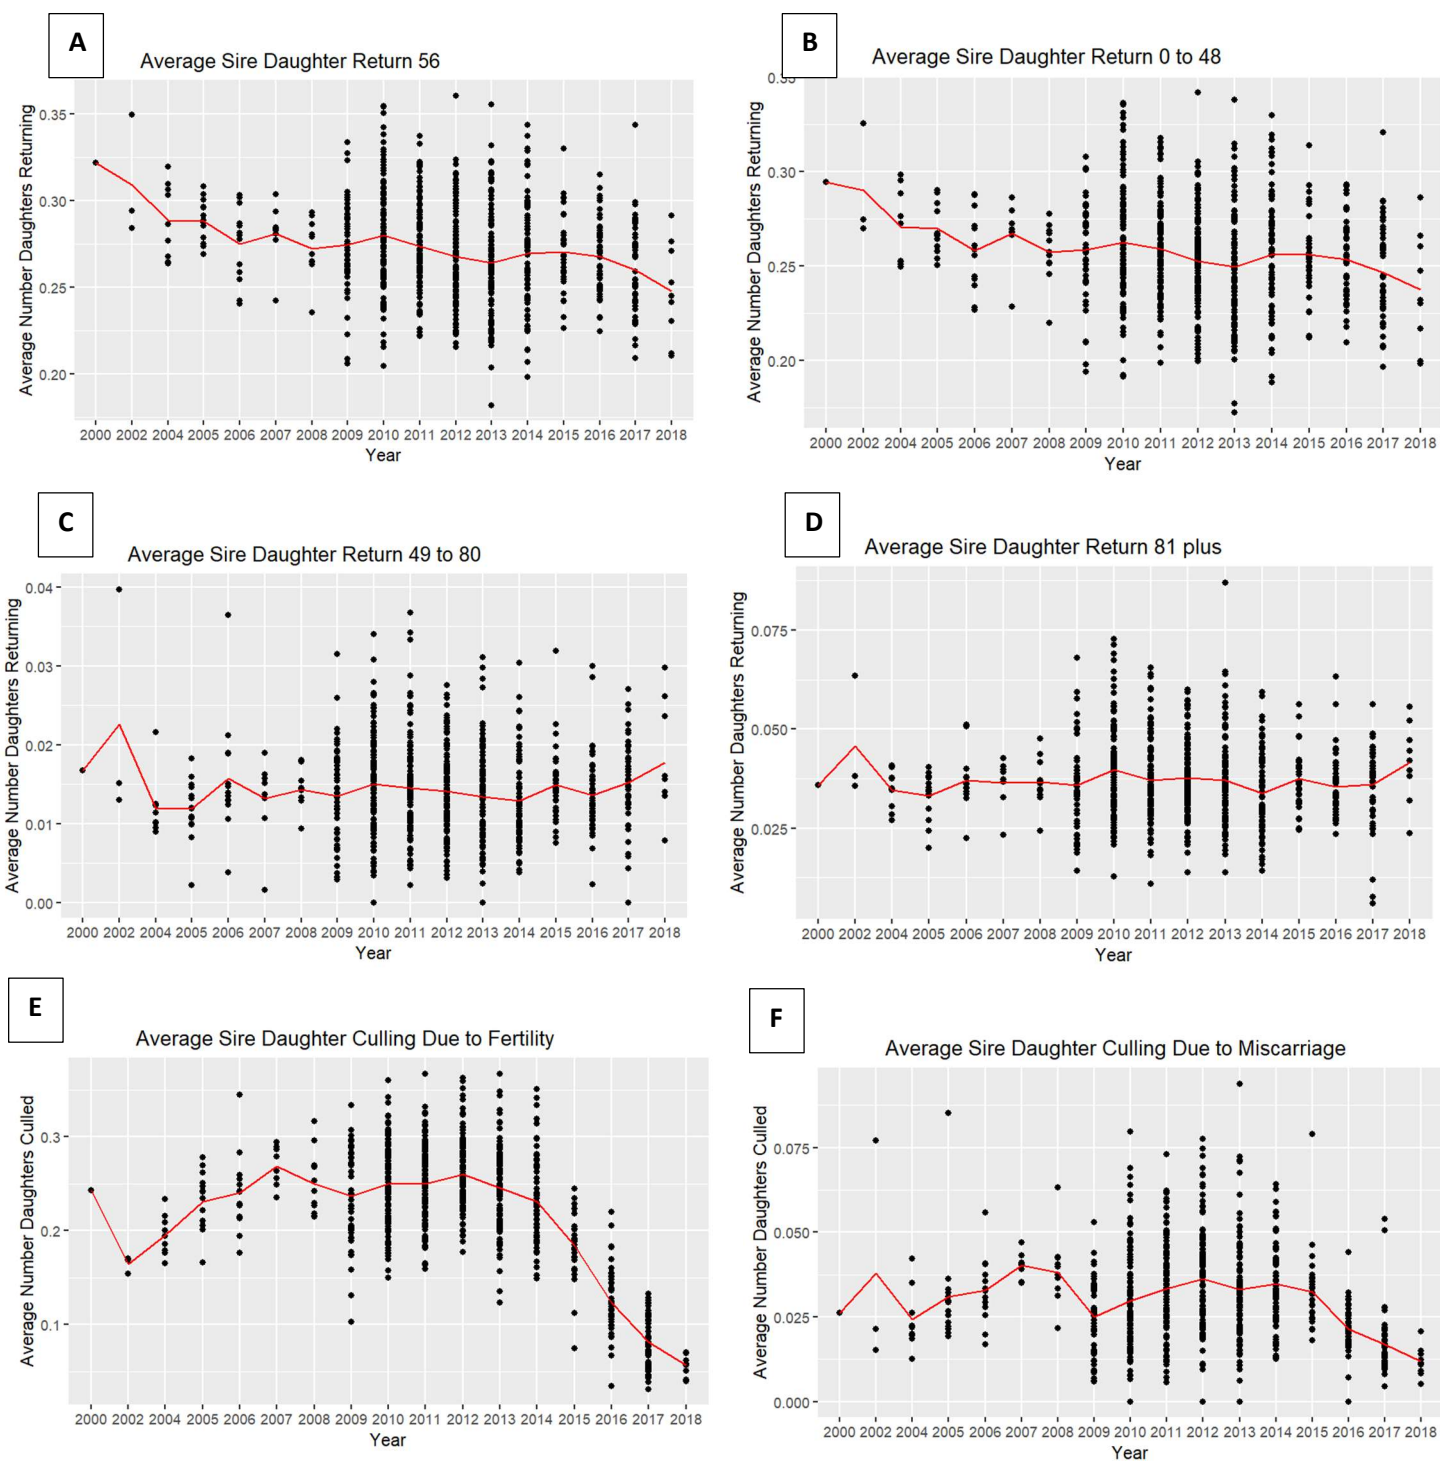 A
Average Sire Daughter Return 56
Average Number Daughters Returning
0.35
0.30
0.25
0.20
2000 2002 2004 2005 2006 2007 2008 2009 2010 2011 2012 2013 2014 2015 2016 2017 2018
Year
B
Average Sire Daughter Return 0 to 48
Average Number Daughters Returning
0.35
0.30
0.25
0.20
2000 2002 2004 2005 2006 2007 2008 2009 2010 2011 2012 2013 2014 2015 2016 2017 2018
Year
C
Average Sire Daughter Return 49 to 80
Average Number Daughters Returning
0.04
0.03
0.02
0.01
0.00
2000 2002 2004 2005 2006 2007 2008 2009 2010 2011 2012 2013 2014 2015 2016 2017 2018
Year
D
Average Sire Daughter Return 81 plus
Average Number Daughters Returning
0.075
0.050
0.025
2000 2002 2004 2005 2006 2007 2008 2009 2010 2011 2012 2013 2014 2015 2016 2017 2018
Year
E
Average Sire Daughter Culling Due to Fertility
Average Number Daughters Culled
0.3
0.2
0.1
2000 2002 2004 2005 2006 2007 2008 2009 2010 2011 2012 2013 2014 2015 2016 2017 2018
Year
F
Average Sire Daughter Culling Due to Miscarriage
Average Number Daughters Culled
0.075
0.050
0.025
0.000
2000 2002 2004 2005 2006 2007 2008 2009 2010 2011 2012 2013 2014 2015 2016 2017 2018
Year